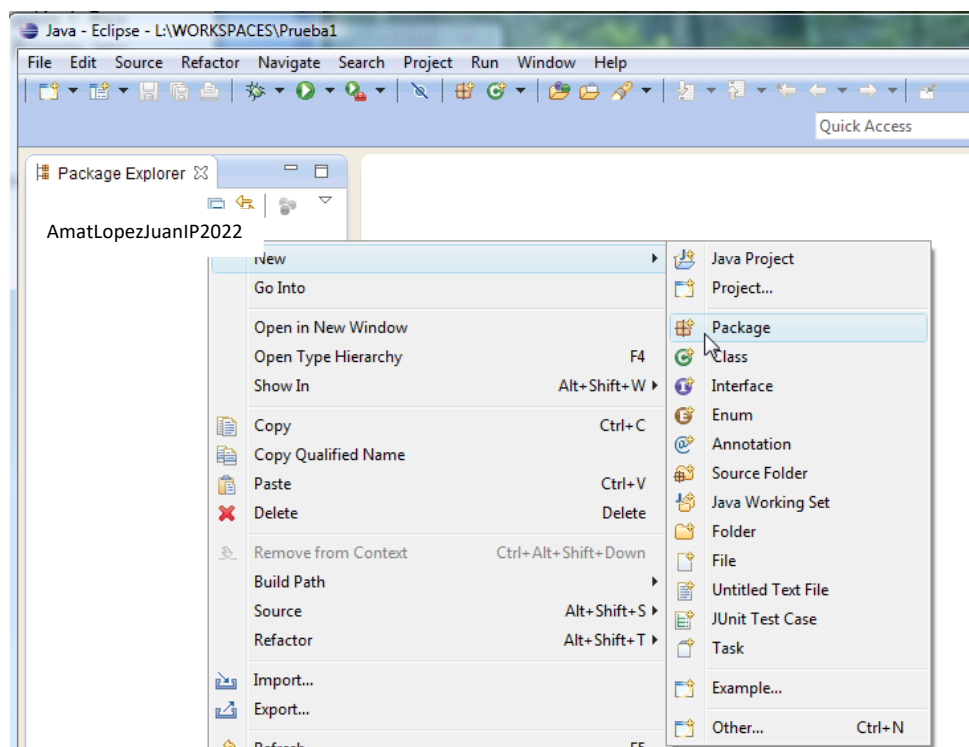 Java - Eclipse - L:\WORKSPACES\Prueba1
File Edit Source Refactor Navigate Search Project Run Window Help
Quick Access
Package Explorer
AmatLopezJuanIP2022
New
Go Into
Open in New Window
Open Type Hierarchy F4
Show In Alt+Shift+W
Copy Ctrl+C
Copy Qualified Name
Paste Ctrl+V
Delete Delete
Remove from Context Ctrl+Alt+Shift+Down
Build Path
Source Alt+Shift+S
Refactor Alt+Shift+T
Import...
Export...
Refresh F5
Java Project
Project...
Package
Class
Interface
Enum
Annotation
Source Folder
Java Working Set
Folder
File
Untitled Text File
JUnit Test Case
Task
Example...
Other... Ctrl+N